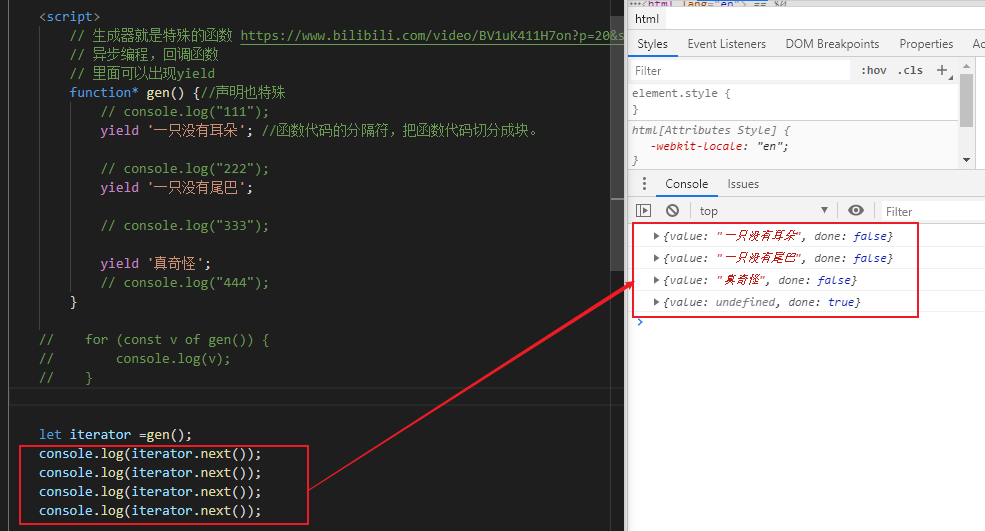 <script>
// 生成器就是特殊的函数 https://www.bilibili.com/video/BV1uK411H7on?p=20&s
// 异步编程，回调函数
// 里面可以出现yield
function* gen() {//声明也特殊
// console.log("111");
yield '一只没有耳朵'; //函数代码的分隔符，把函数代码切分成块。
// console.log("222");
yield '一只没有尾巴';
// console.log("333");
yield '真奇怪';
// console.log("444");
}
// for (const v of gen()) {
// console.log(v);
// }
let iterator =gen();
console.log(iterator.next());
console.log(iterator.next());
console.log(iterator.next());
console.log(iterator.next());
<html lang="en"> == $0
html
Styles Event Listeners DOM Breakpoints Properties Ac
Filter :hov .cls +
element.style {
}
html[Attributes Style] {
-webkit-locale: "en";
}
Console Issues
top Filter
{value: "一只没有耳朵", done: false}
{value: "一只没有尾巴", done: false}
{value: "真奇怪", done: false}
{value: undefined, done: true}